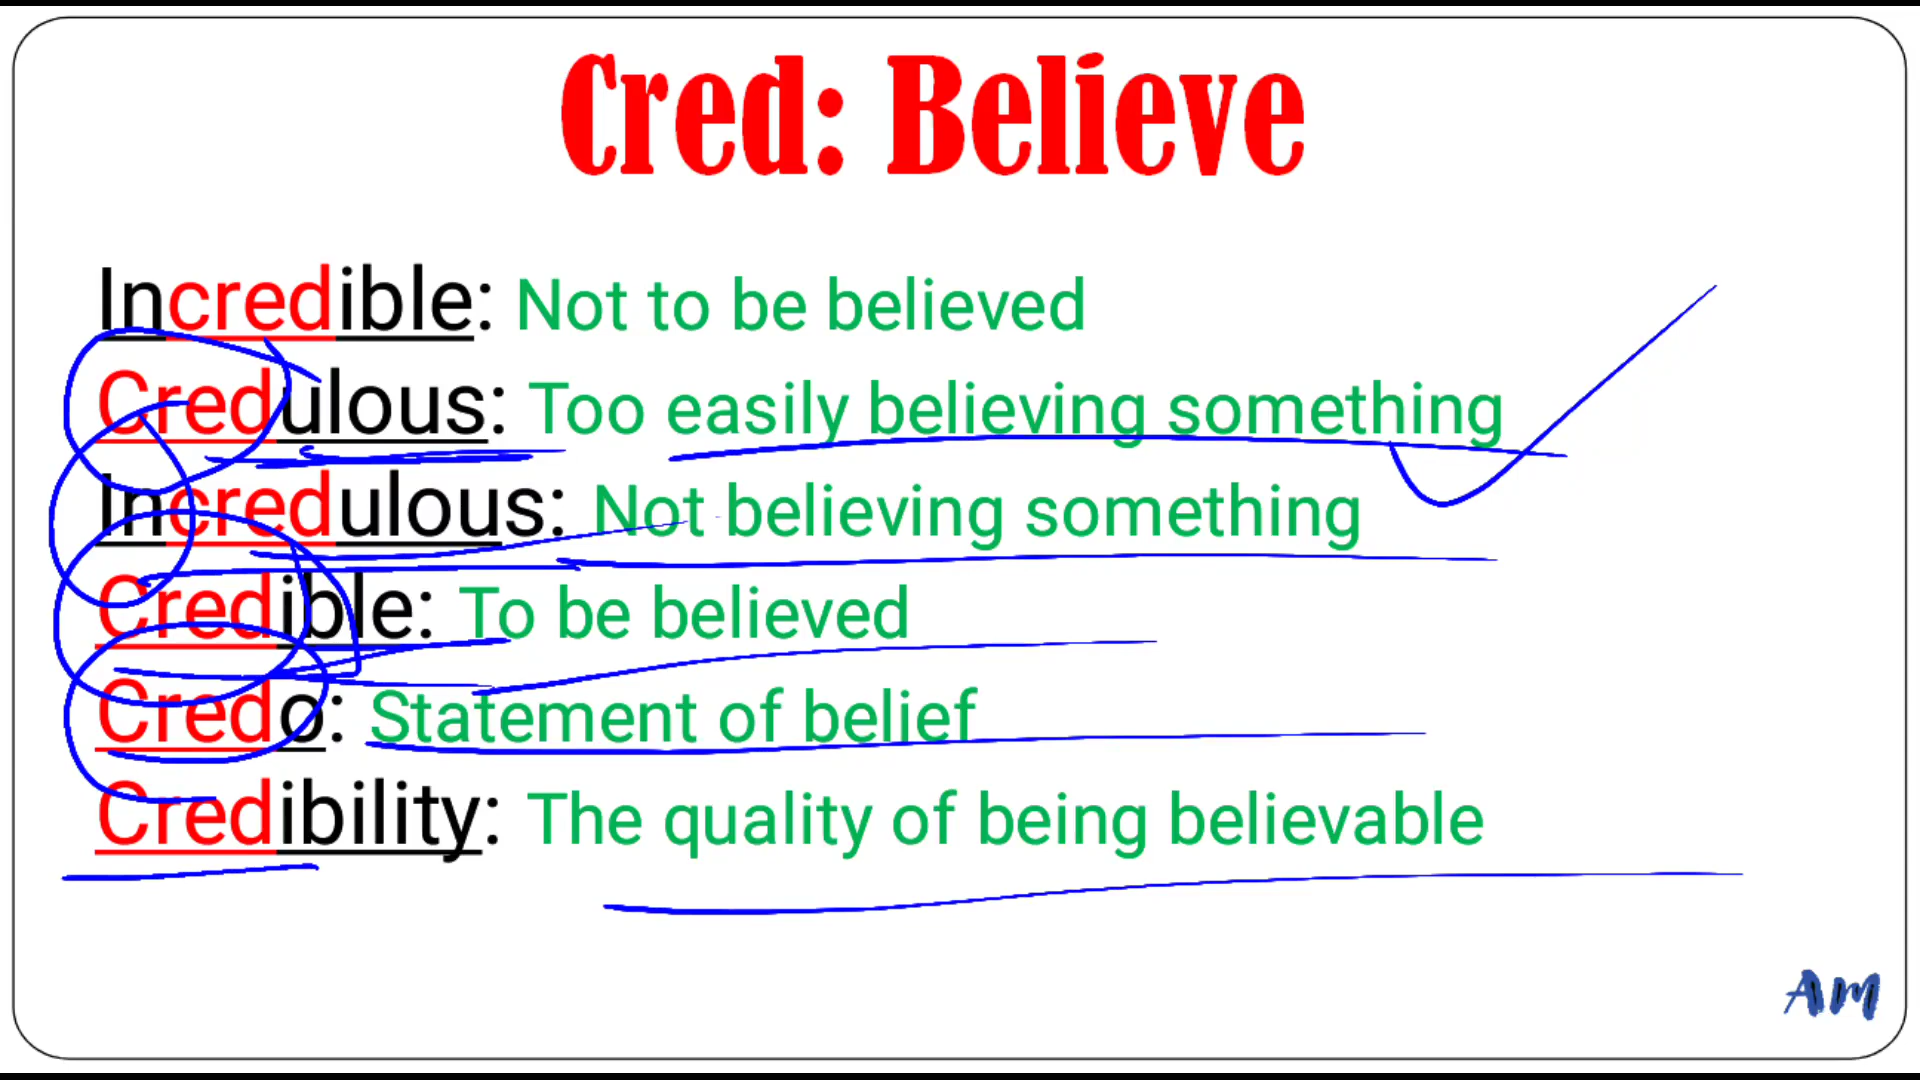 Cred: Believe
Incredible: Not to be believed
Credulous: Too easily believing something
Incredulous: Not believing something
Credible: To be believed
Credo: Statement of belief
Credibility: The quality of being believable
AM